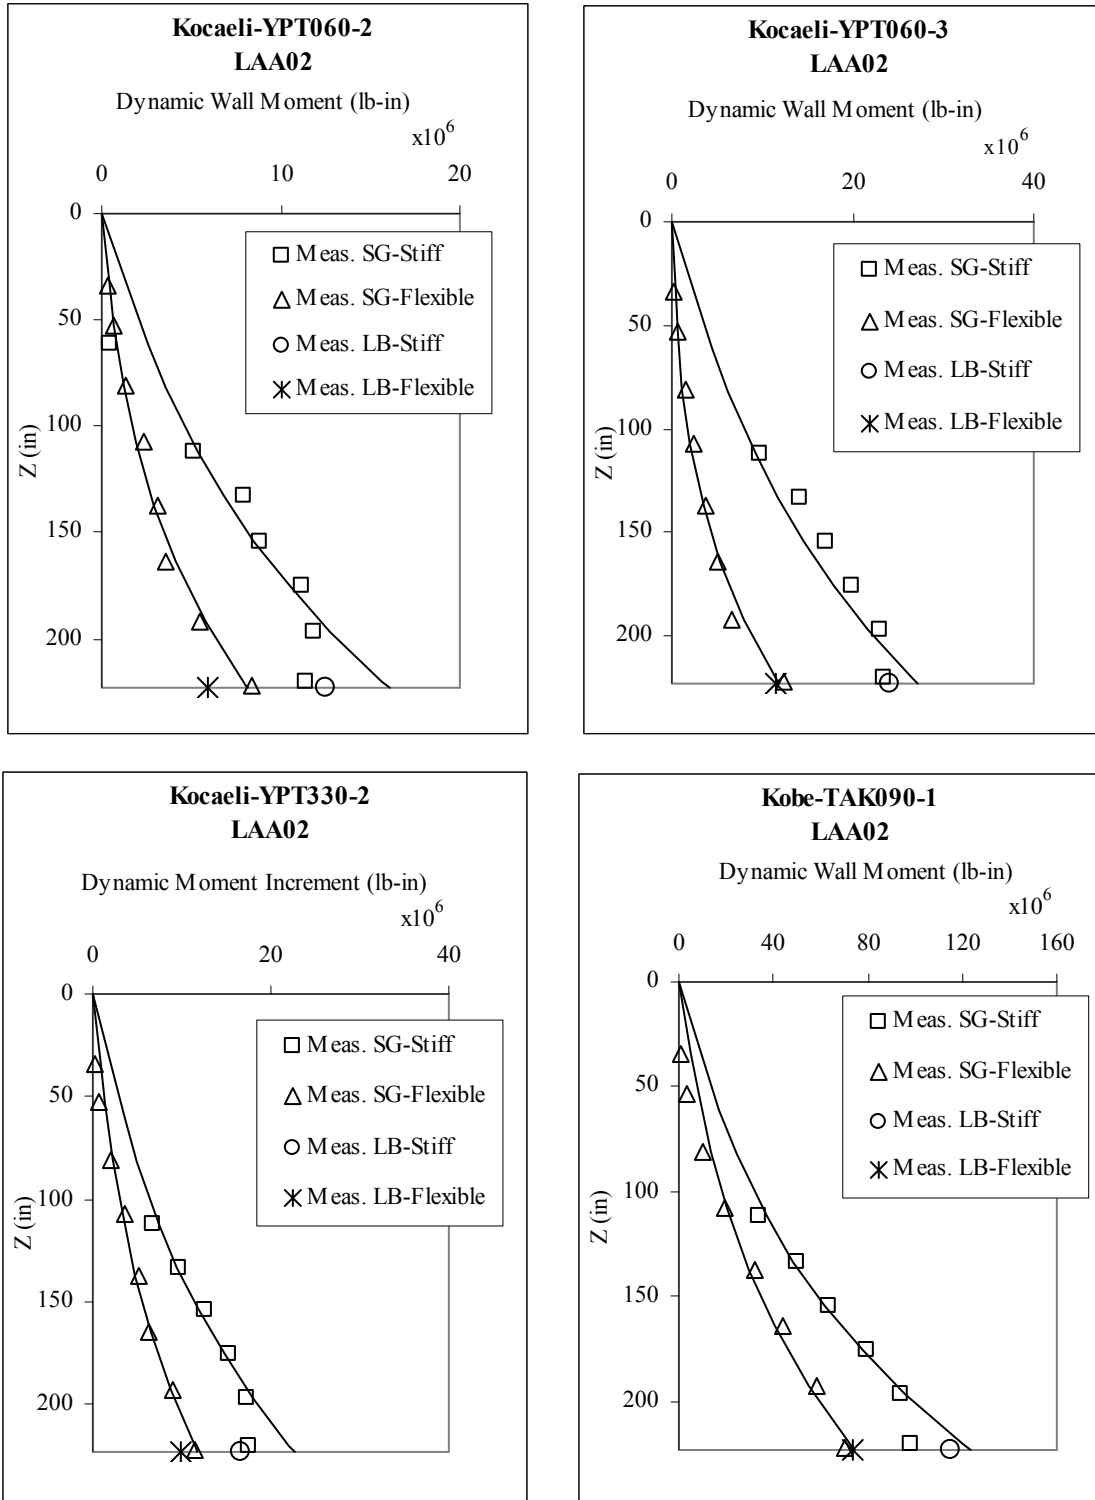 Kocaeli-YPT060-2
LAA02
Dynamic Wall Moment (lb-in)
x10^6
0 10 20
0
50
100
150
200
Z (in)
Meas. SG-Stiff
Meas. SG-Flexible
Meas. LB-Stiff
Meas. LB-Flexible
Kocaeli-YPT060-3
LAA02
Dynamic Wall Moment (lb-in)
x10^6
0 20 40
0
50
100
150
200
Z (in)
Meas. SG-Stiff
Meas. SG-Flexible
Meas. LB-Stiff
Meas. LB-Flexible
Kocaeli-YPT330-2
LAA02
Dynamic Moment Increment (lb-in)
x10^6
0 20 40
0
50
100
150
200
Z (in)
Meas. SG-Stiff
Meas. SG-Flexible
Meas. LB-Stiff
Meas. LB-Flexible
Kobe-TAK090-1
LAA02
Dynamic Wall Moment (lb-in)
x10^6
0 40 80 120 160
0
50
100
150
200
Z (in)
Meas. SG-Stiff
Meas. SG-Flexible
Meas. LB-Stiff
Meas. LB-Flexible